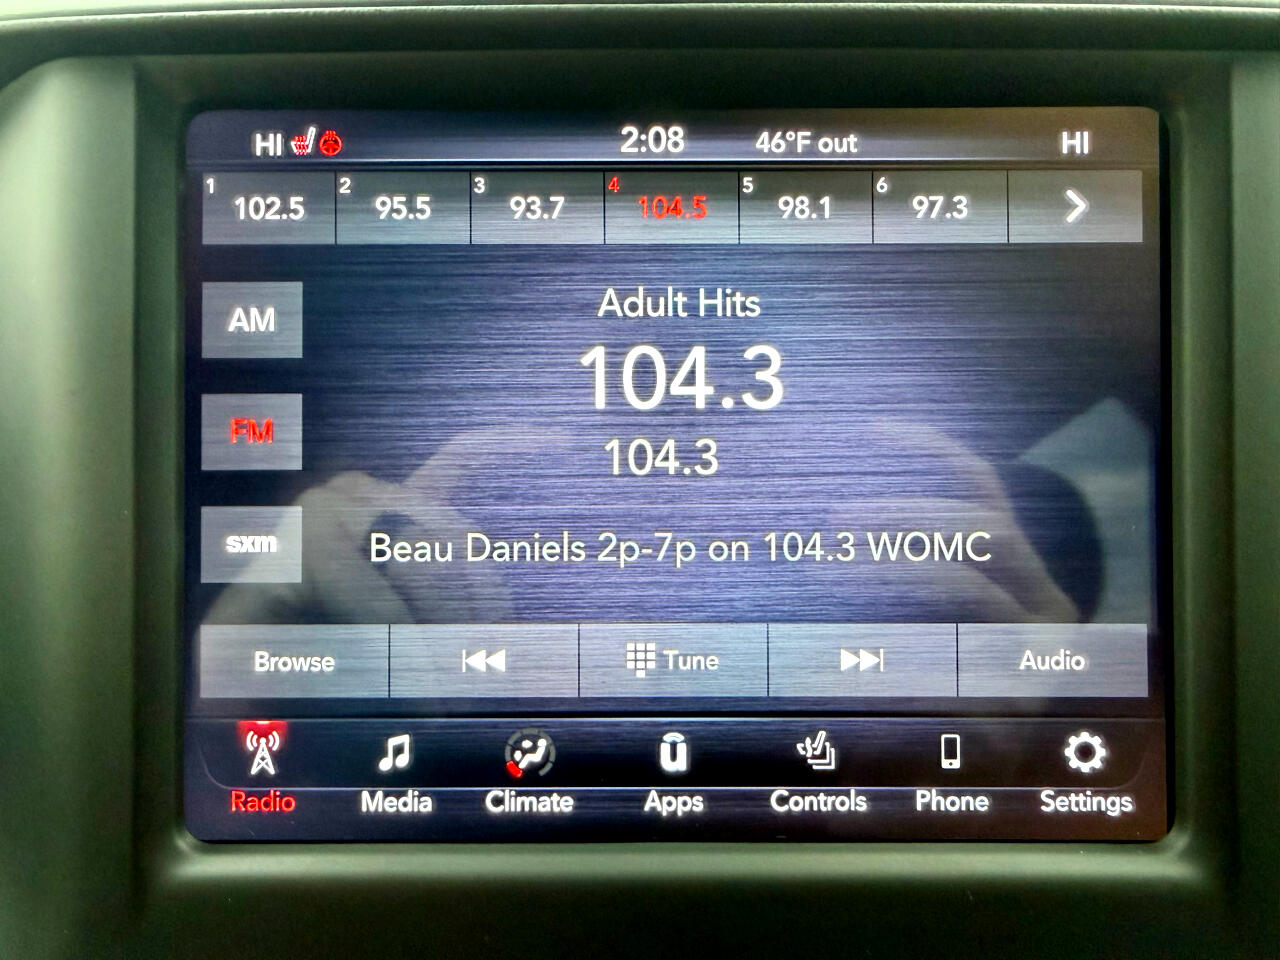 HI 2:08 46°F out HI
1 102.5 2 95.5 3 93.7 4 104.5 5 98.1 6 97.3
AM
FM
sxm
Adult Hits
104.3
104.3
Beau Daniels 2p-7p on 104.3 WOMC
Browse Tune Audio
Radio Media Climate Apps Controls Phone Settings